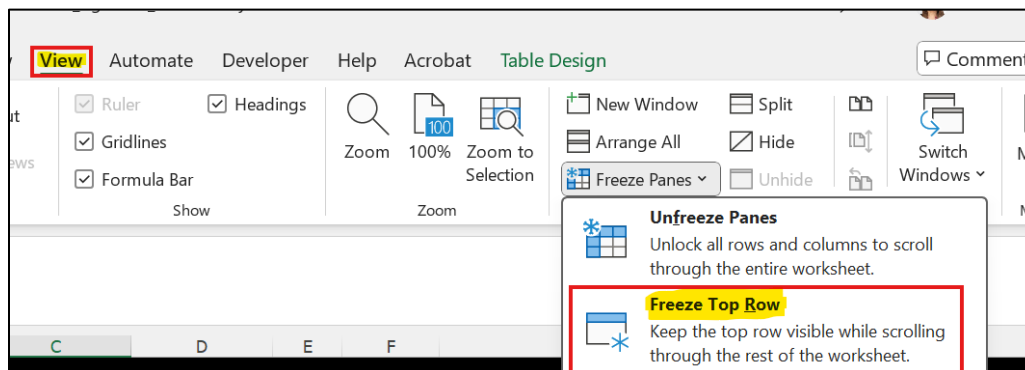 View Automate Developer Help Acrobat Table Design Comment
Ruler Headings New Window Split
Gridlines Zoom 100% Zoom to Selection Arrange All Hide Switch Windows
Formula Bar Freeze Panes Unhide
Show Zoom
Unfreeze Panes
Unlock all rows and columns to scroll
through the entire worksheet.
Freeze Top Row
Keep the top row visible while scrolling
through the rest of the worksheet.
C D E F